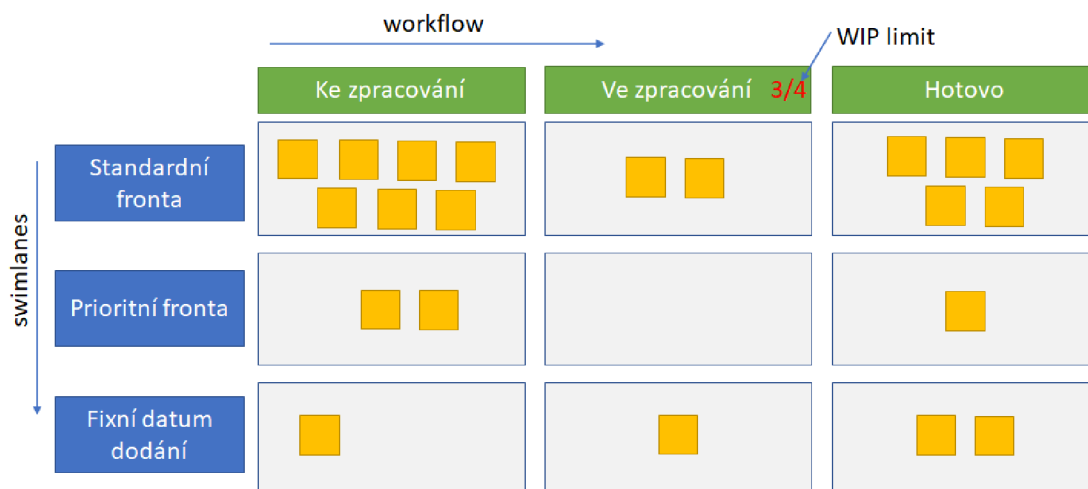 workflow
WIP limit
Ke zpracování
Ve zpracování 3/4
Hotovo
swimlanes
Standardní
fronta
Prioritní fronta
Fixní datum
dodání